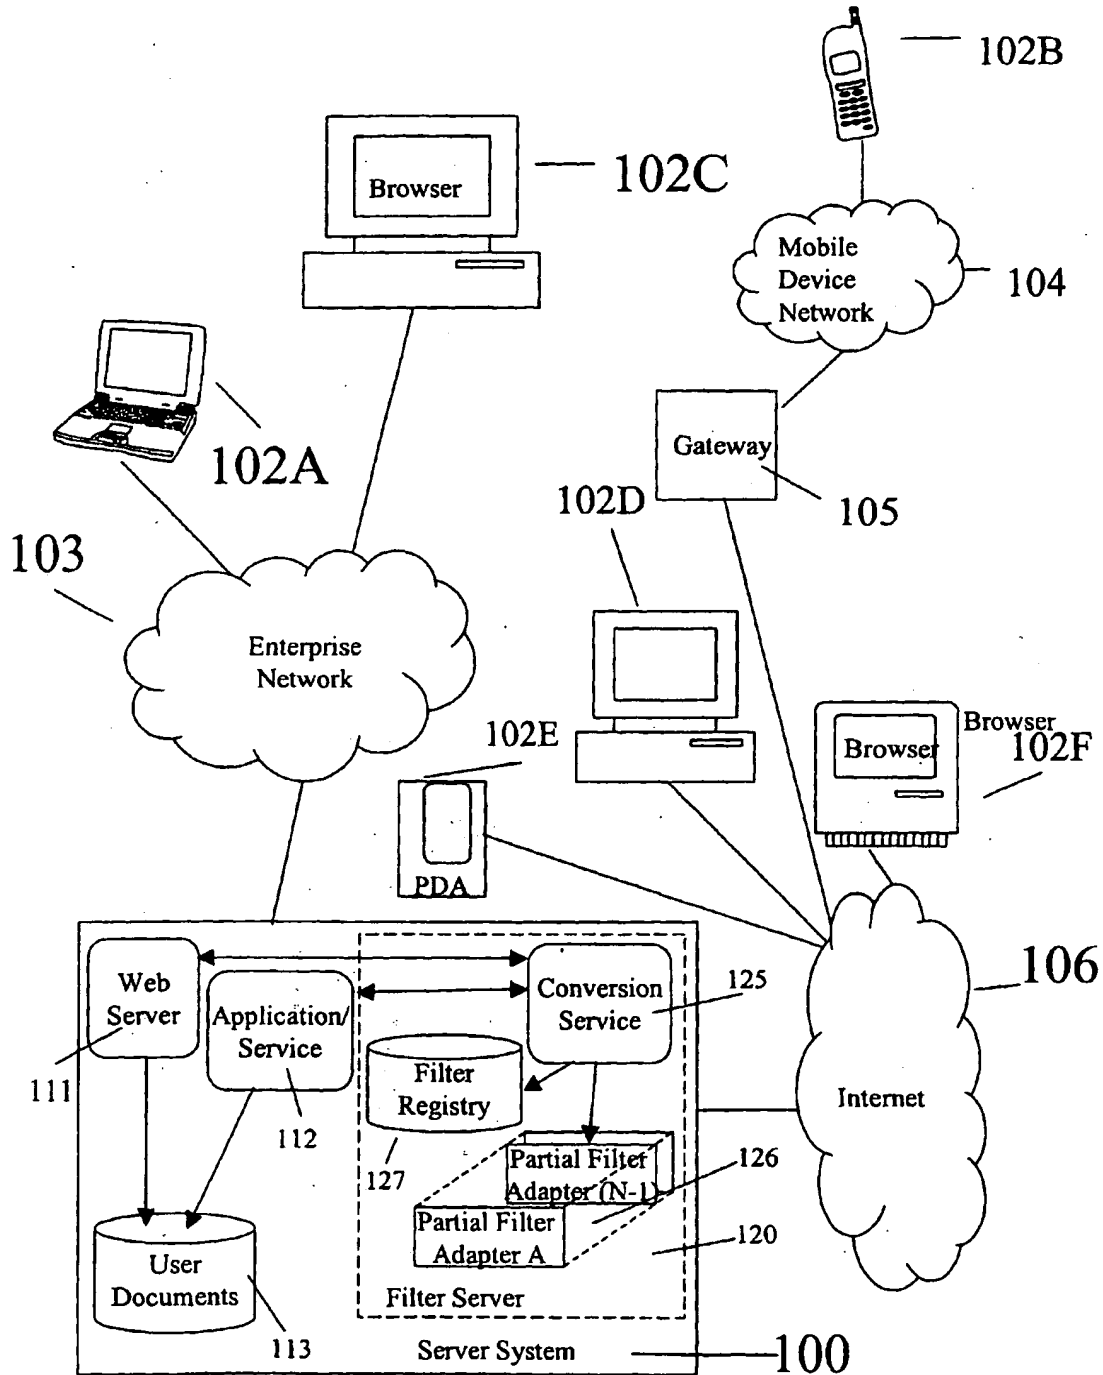 102B
102C
Browser
Mobile
Device
Network
104
102A
Gateway
105
102D
103
Enterprise
Network
102E
Browser
Browser
102F
PDA
106
Web
Server
111
Application/
Service
112
Conversion
Service
125
Filter
Registry
127
Partial Filter
Adapter (N-1)
126
Partial Filter
Adapter A
120
Internet
User
Documents
113
Filter Server
Server System
100